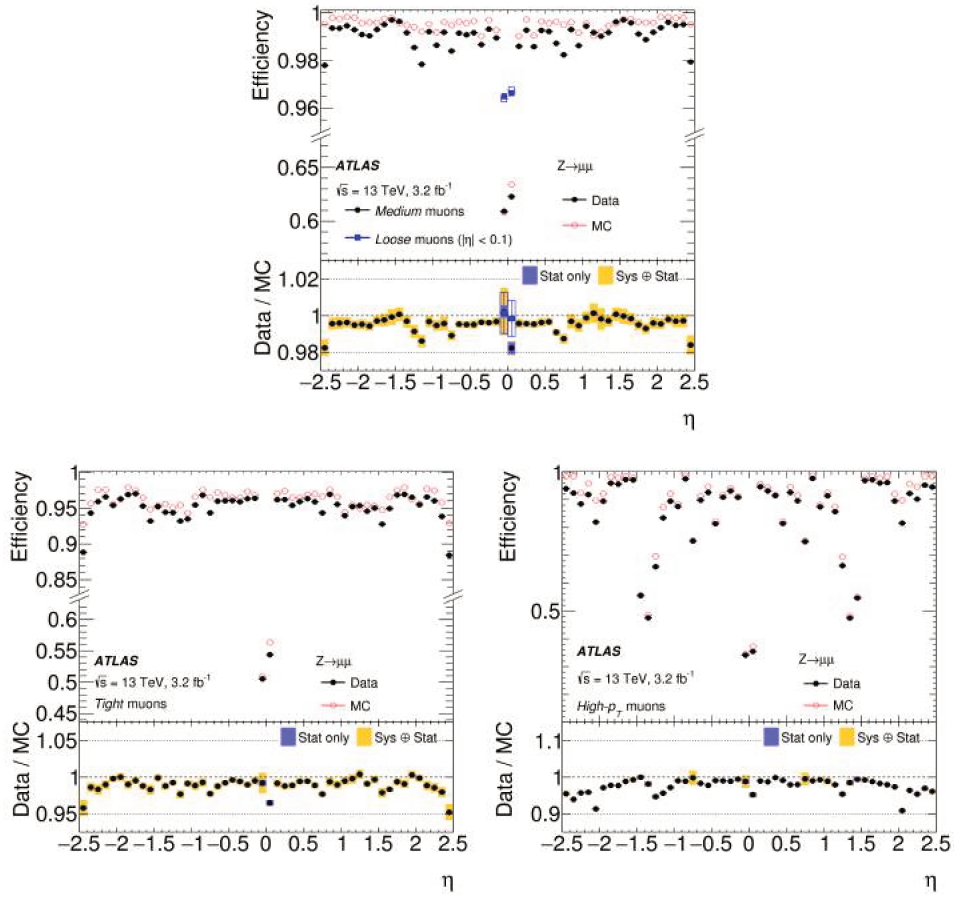 Efficiency
1
0.98
0.96
0.65
0.6
ATLAS
√s = 13 TeV, 3.2 fb⁻¹
Medium muons
Loose muons (|η| < 0.1)
Z→μμ
Data
MC
Data / MC
1.02
1
0.98
Stat only Sys ⊕ Stat
−2.5 −2 −1.5 −1 −0.5 0 0.5 1 1.5 2 2.5
η
Efficiency
1
0.95
0.9
0.85
0.6
0.55
0.5
0.45
ATLAS
√s = 13 TeV, 3.2 fb⁻¹
Tight muons
Z→μμ
Data
MC
Data / MC
1.05
1
0.95
Stat only Sys ⊕ Stat
−2.5 −2 −1.5 −1 −0.5 0 0.5 1 1.5 2 2.5
η
Efficiency
1
0.5
ATLAS
√s = 13 TeV, 3.2 fb⁻¹
High-p_T muons
Z→μμ
Data
MC
Data / MC
1.1
1
0.9
Stat only Sys ⊕ Stat
−2.5 −2 −1.5 −1 −0.5 0 0.5 1 1.5 2 2.5
η